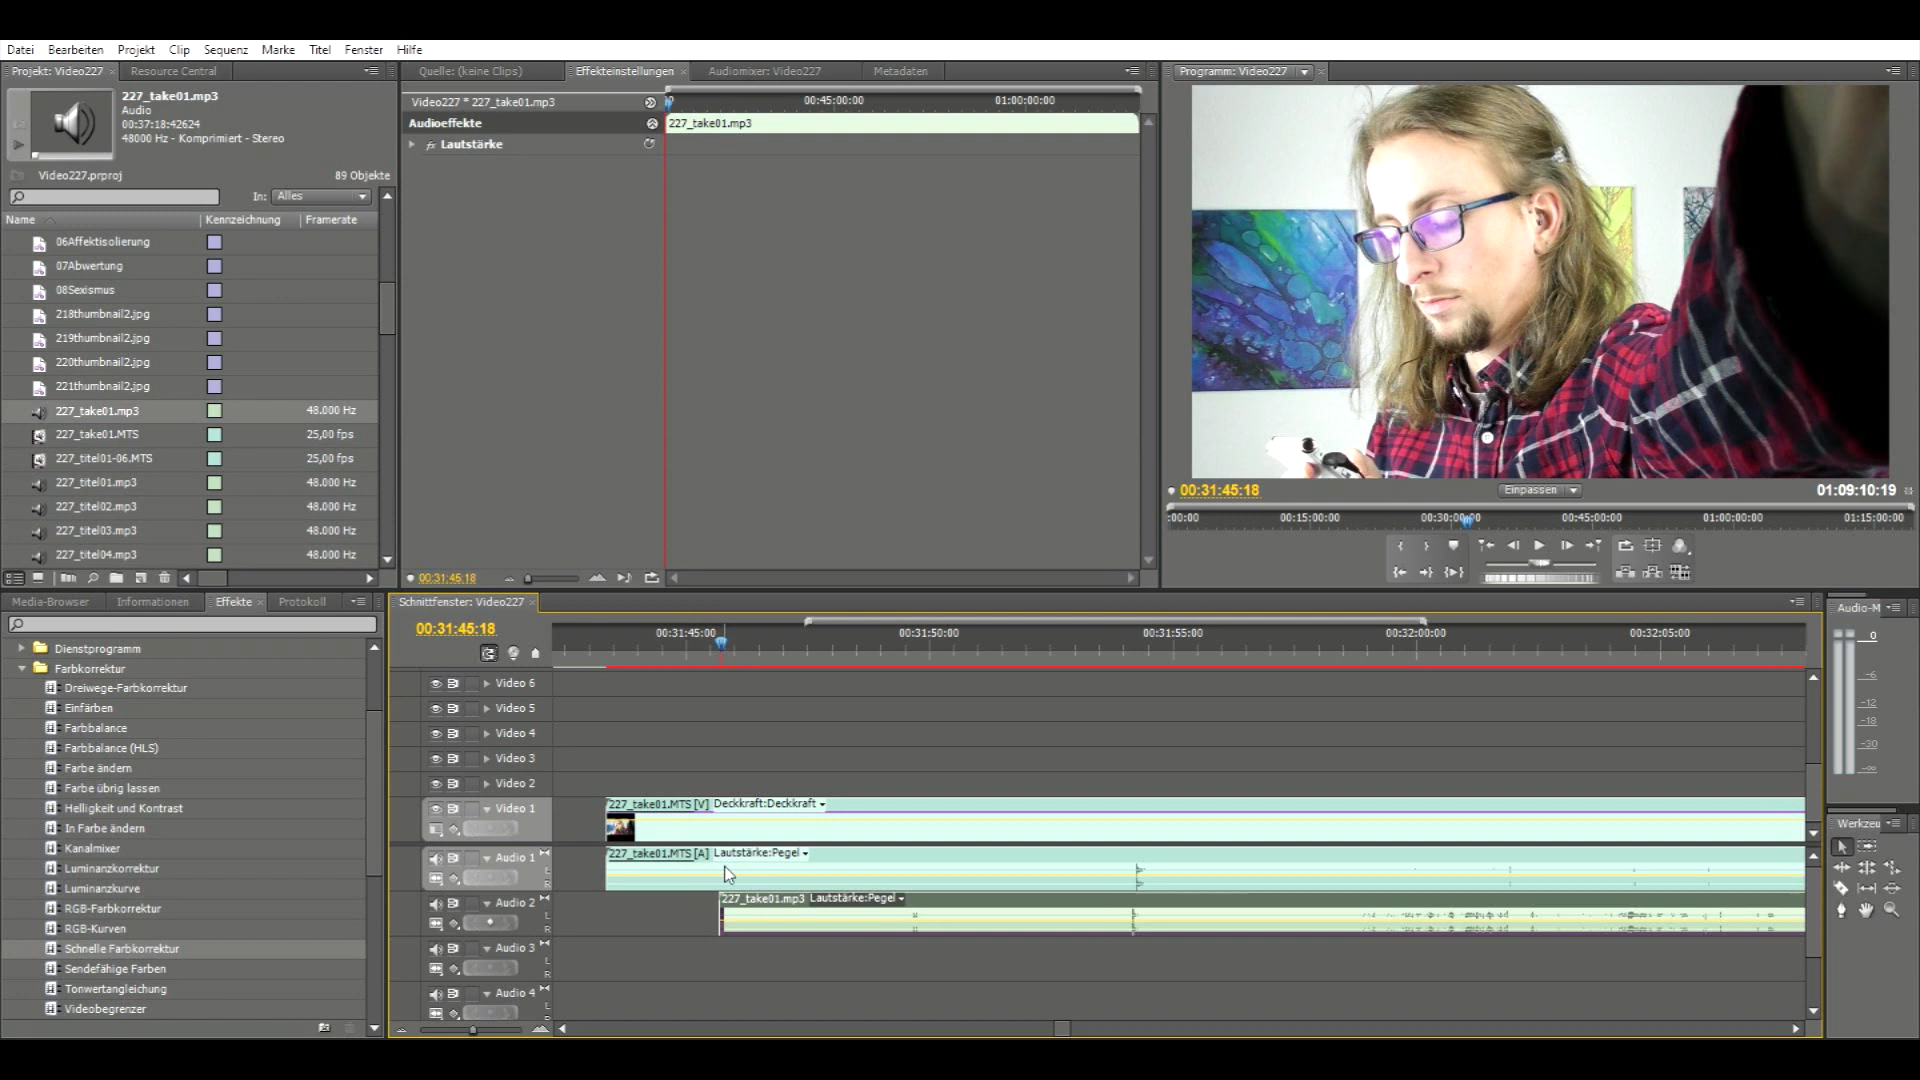 Datei Bearbeiten Projekt Clip Sequenz Marke Titel Fenster Hilfe
Projekt: Video227 Resource Central
227_take01.mp3
Audio
00:37:18:42624
48000 Hz - Komprimiert - Stereo
Video227.prproj 89 Objekte
In: Alles
Name Kennzeichnung Framerate
06Affektisolierung
07Abwertung
08Sexismus
218thumbnail2.jpg
219thumbnail2.jpg
220thumbnail2.jpg
221thumbnail2.jpg
227_take01.mp3 48.000 Hz
227_take01.MTS 25,00 fps
227_titel01-06.MTS 25,00 fps
227_titel01.mp3 48.000 Hz
227_titel02.mp3 48.000 Hz
227_titel03.mp3 48.000 Hz
227_titel04.mp3 48.000 Hz
Quelle: (keine Clips) Effekteinstellungen Audiomixer: Video227 Metadaten
Video227 * 227_take01.mp3
00:45:00:00 01:00:00:00
Audioeffekte
227_take01.mp3
fx Lautstärke
00:31:45:18
Programm: Video227
00:31:45:18 Einpassen 01:09:10:19
:00:00 00:15:00:00 00:30:00:00 00:45:00:00 01:00:00:00 01:15:00:00
Media-Browser Informationen Effekte Protokoll
Dienstprogramm
Farbkorrektur
Dreiwege-Farbkorrektur
Einfärben
Farbbalance
Farbbalance (HLS)
Farbe ändern
Farbe übrig lassen
Helligkeit und Kontrast
In Farbe ändern
Kanalmixer
Luminanzkorrektur
Luminanzkurve
RGB-Farbkorrektur
RGB-Kurven
Schnelle Farbkorrektur
Sendefähige Farben
Tonwertangleichung
Videobegrenzer
Schnittfenster: Video227
00:31:45:18
00:31:45:00 00:31:50:00 00:31:55:00 00:32:00:00 00:32:05:00
Video 6
Video 5
Video 4
Video 3
Video 2
Video 1
227_take01.MTS [V] Deckkraft:Deckkraft
Audio 1
227_take01.MTS [A] Lautstärke:Pegel
L
R
Audio 2
227_take01.mp3 Lautstärke:Pegel
L
R
Audio 3
L
R
Audio 4
L
R
Audio-M
0
-6
-12
-18
-30
-∞
Werkzeu